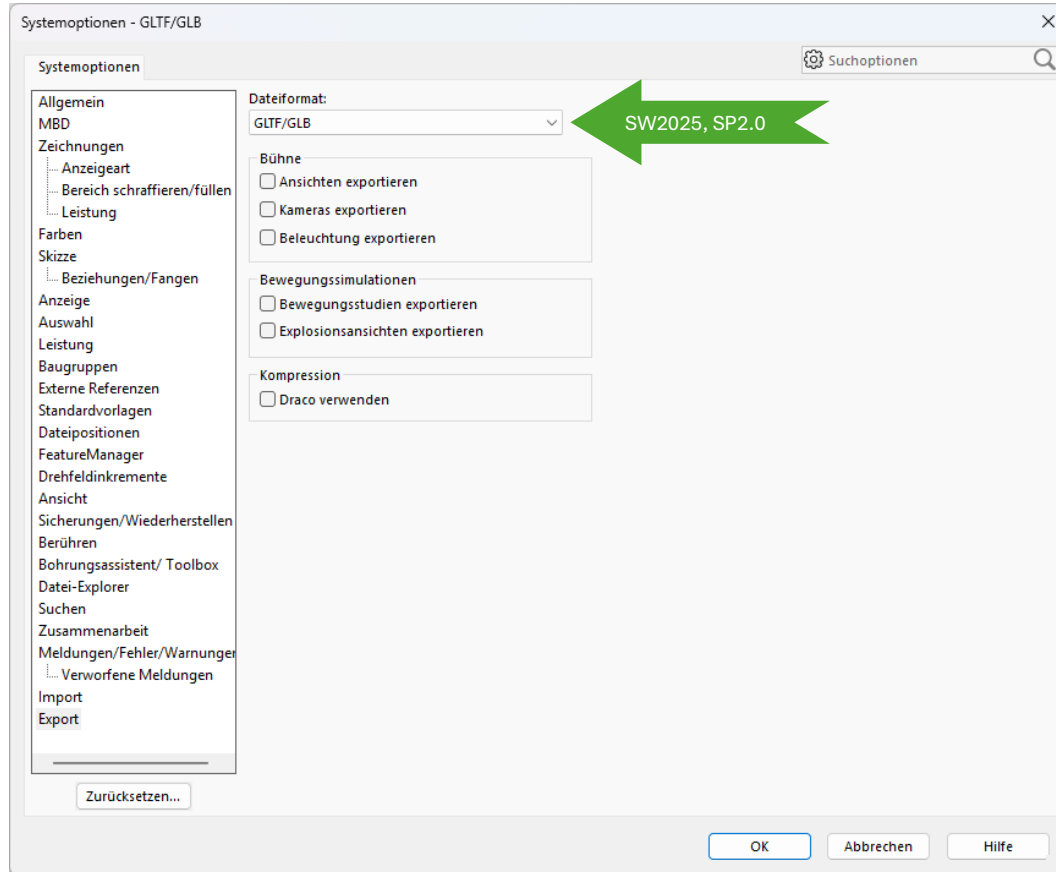 Systemoptionen - GLTF/GLB
Systemoptionen
Suchoptionen
Allgemein
MBD
Zeichnungen
Anzeigeart
Bereich schraffieren/füllen
Leistung
Farben
Skizze
Beziehungen/Fangen
Anzeige
Auswahl
Leistung
Baugruppen
Externe Referenzen
Standardvorlagen
Dateipositionen
FeatureManager
Drehfeldinkremente
Ansicht
Sicherungen/Wiederherstellen
Berühren
Bohrungsassistent/ Toolbox
Datei-Explorer
Suchen
Zusammenarbeit
Meldungen/Fehler/Warnunger
Verworfene Meldungen
Import
Export
Zurücksetzen...
Dateiformat:
GLTF/GLB
SW2025, SP2.0
Bühne
Ansichten exportieren
Kameras exportieren
Beleuchtung exportieren
Bewegungssimulationen
Bewegungsstudien exportieren
Explosionsansichten exportieren
Kompression
Draco verwenden
OK
Abbrechen
Hilfe